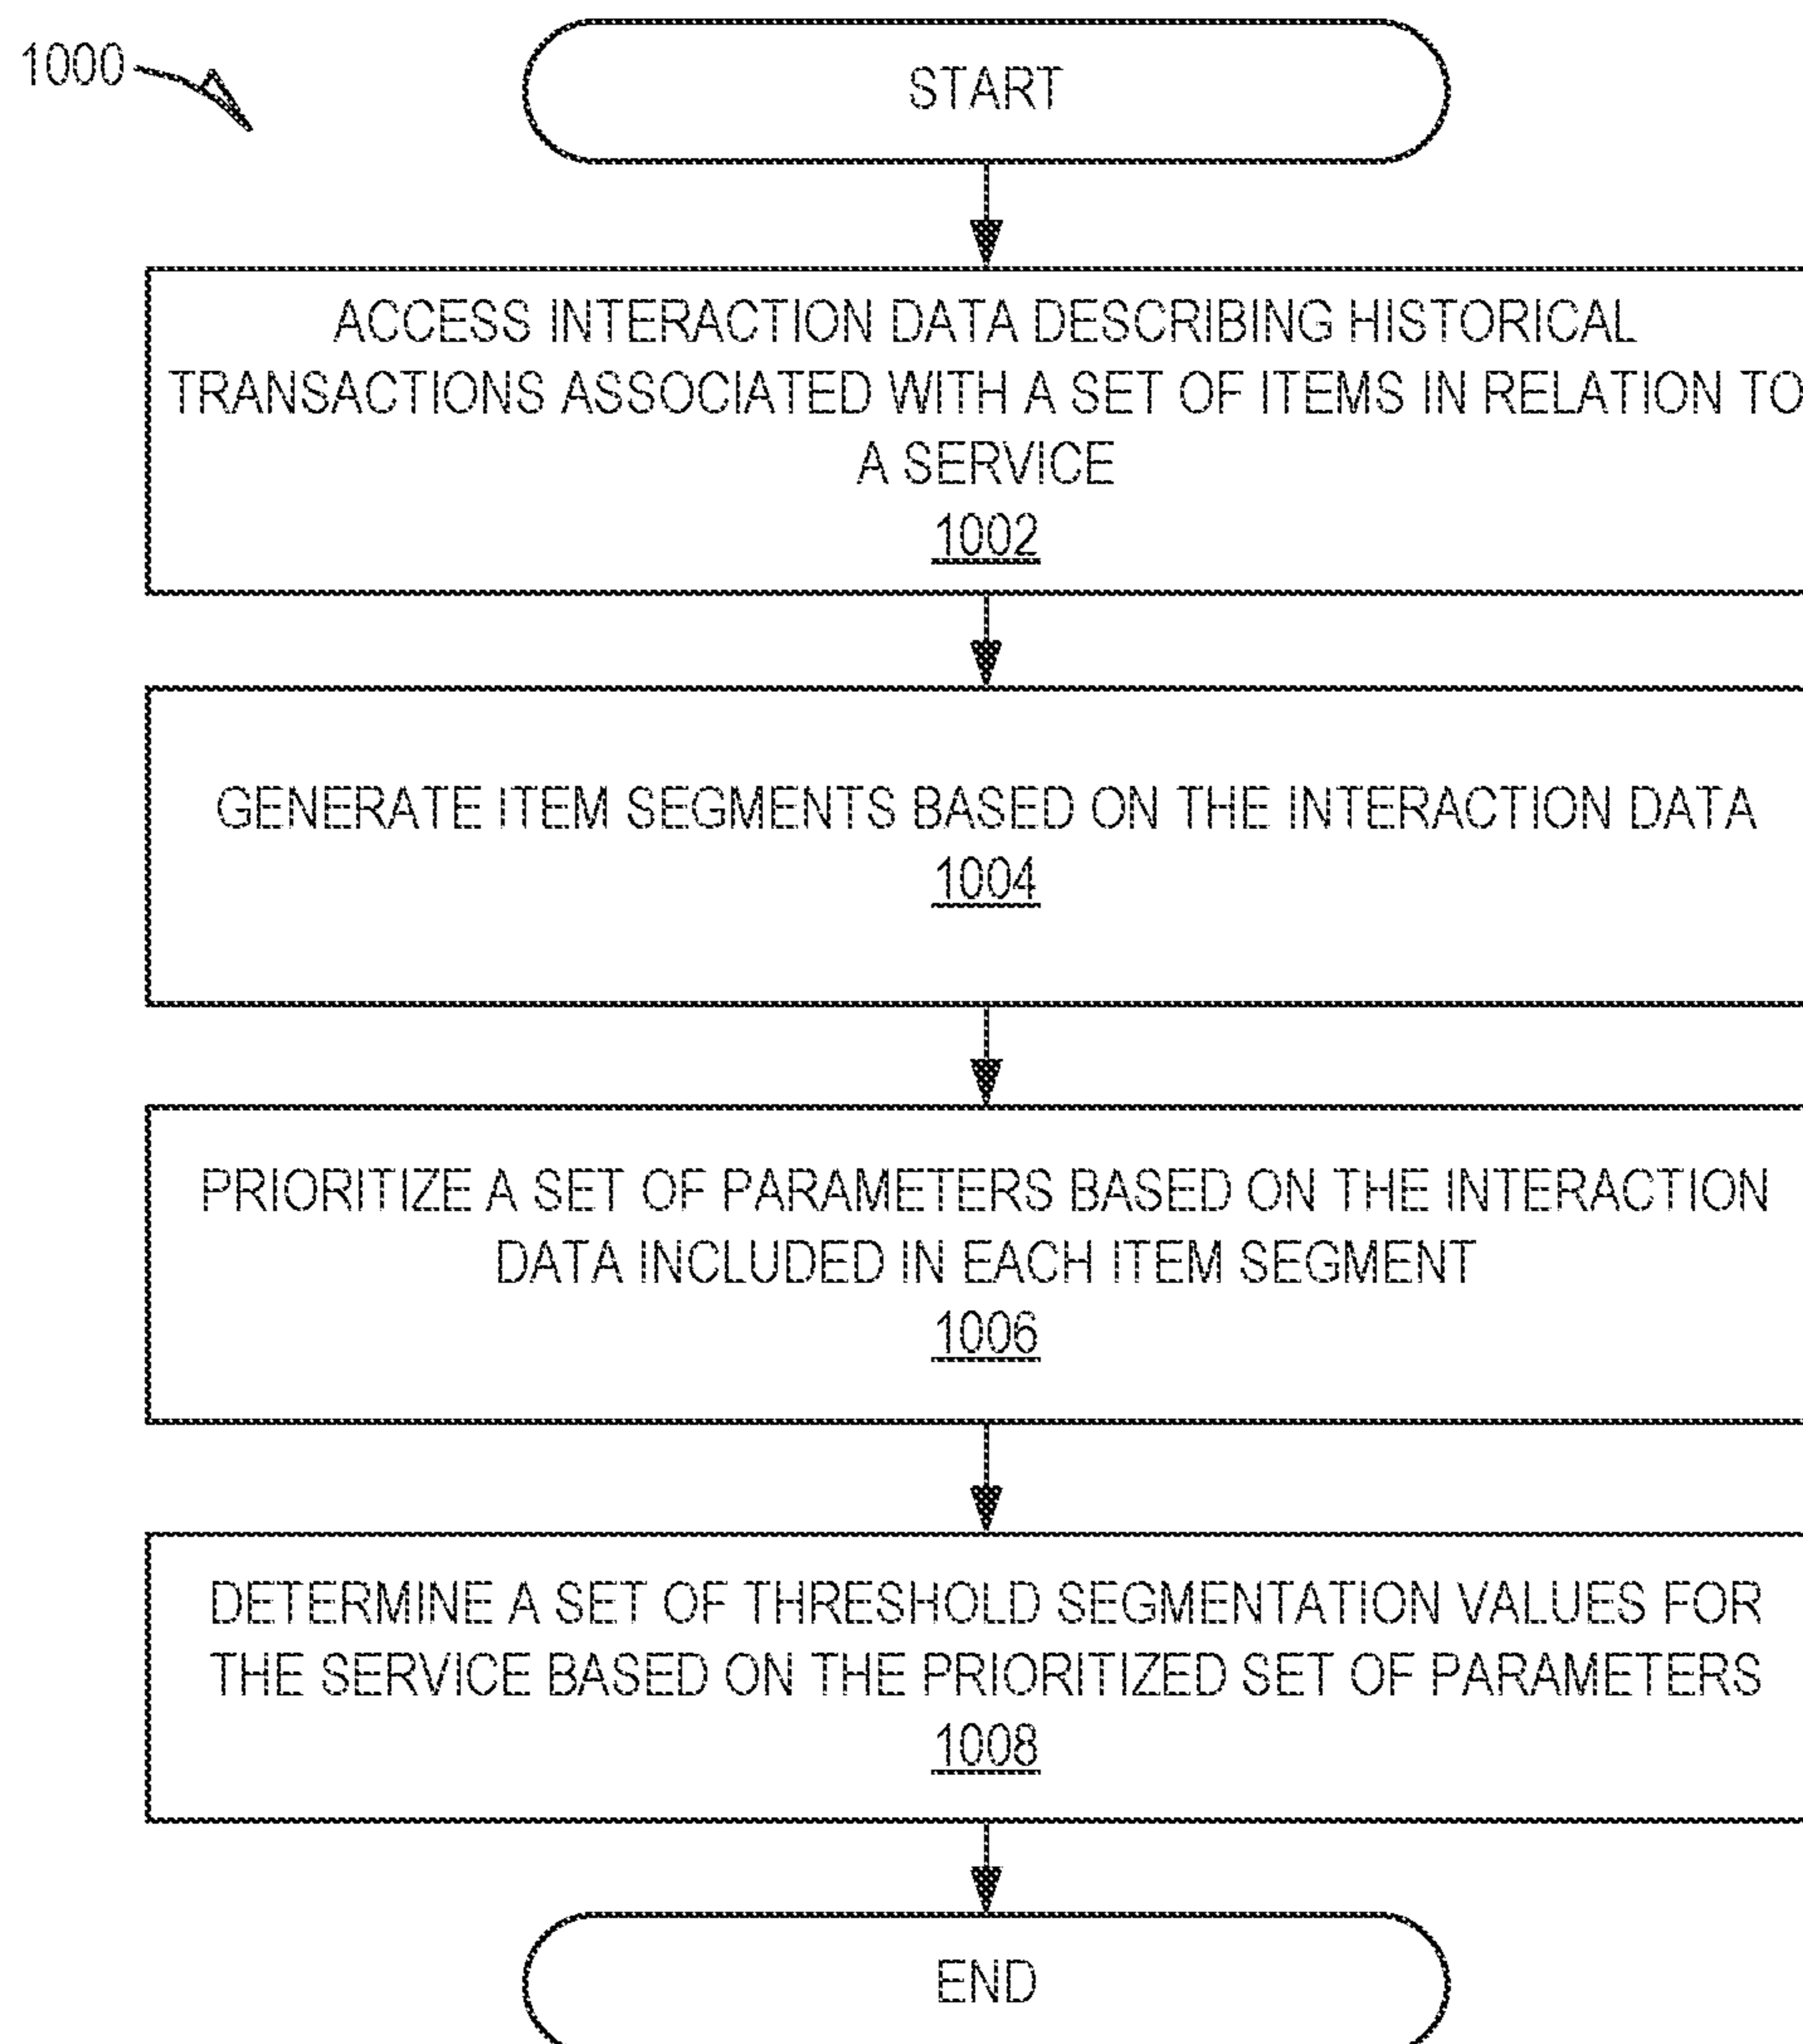 1000
START
ACCESS INTERACTION DATA DESCRIBING HISTORICAL
TRANSACTIONS ASSOCIATED WITH A SET OF ITEMS IN RELATION TO
A SERVICE
1002
GENERATE ITEM SEGMENTS BASED ON THE INTERACTION DATA
1004
PRIORITIZE A SET OF PARAMETERS BASED ON THE INTERACTION
DATA INCLUDED IN EACH ITEM SEGMENT
1006
DETERMINE A SET OF THRESHOLD SEGMENTATION VALUES FOR
THE SERVICE BASED ON THE PRIORITIZED SET OF PARAMETERS
1008
END